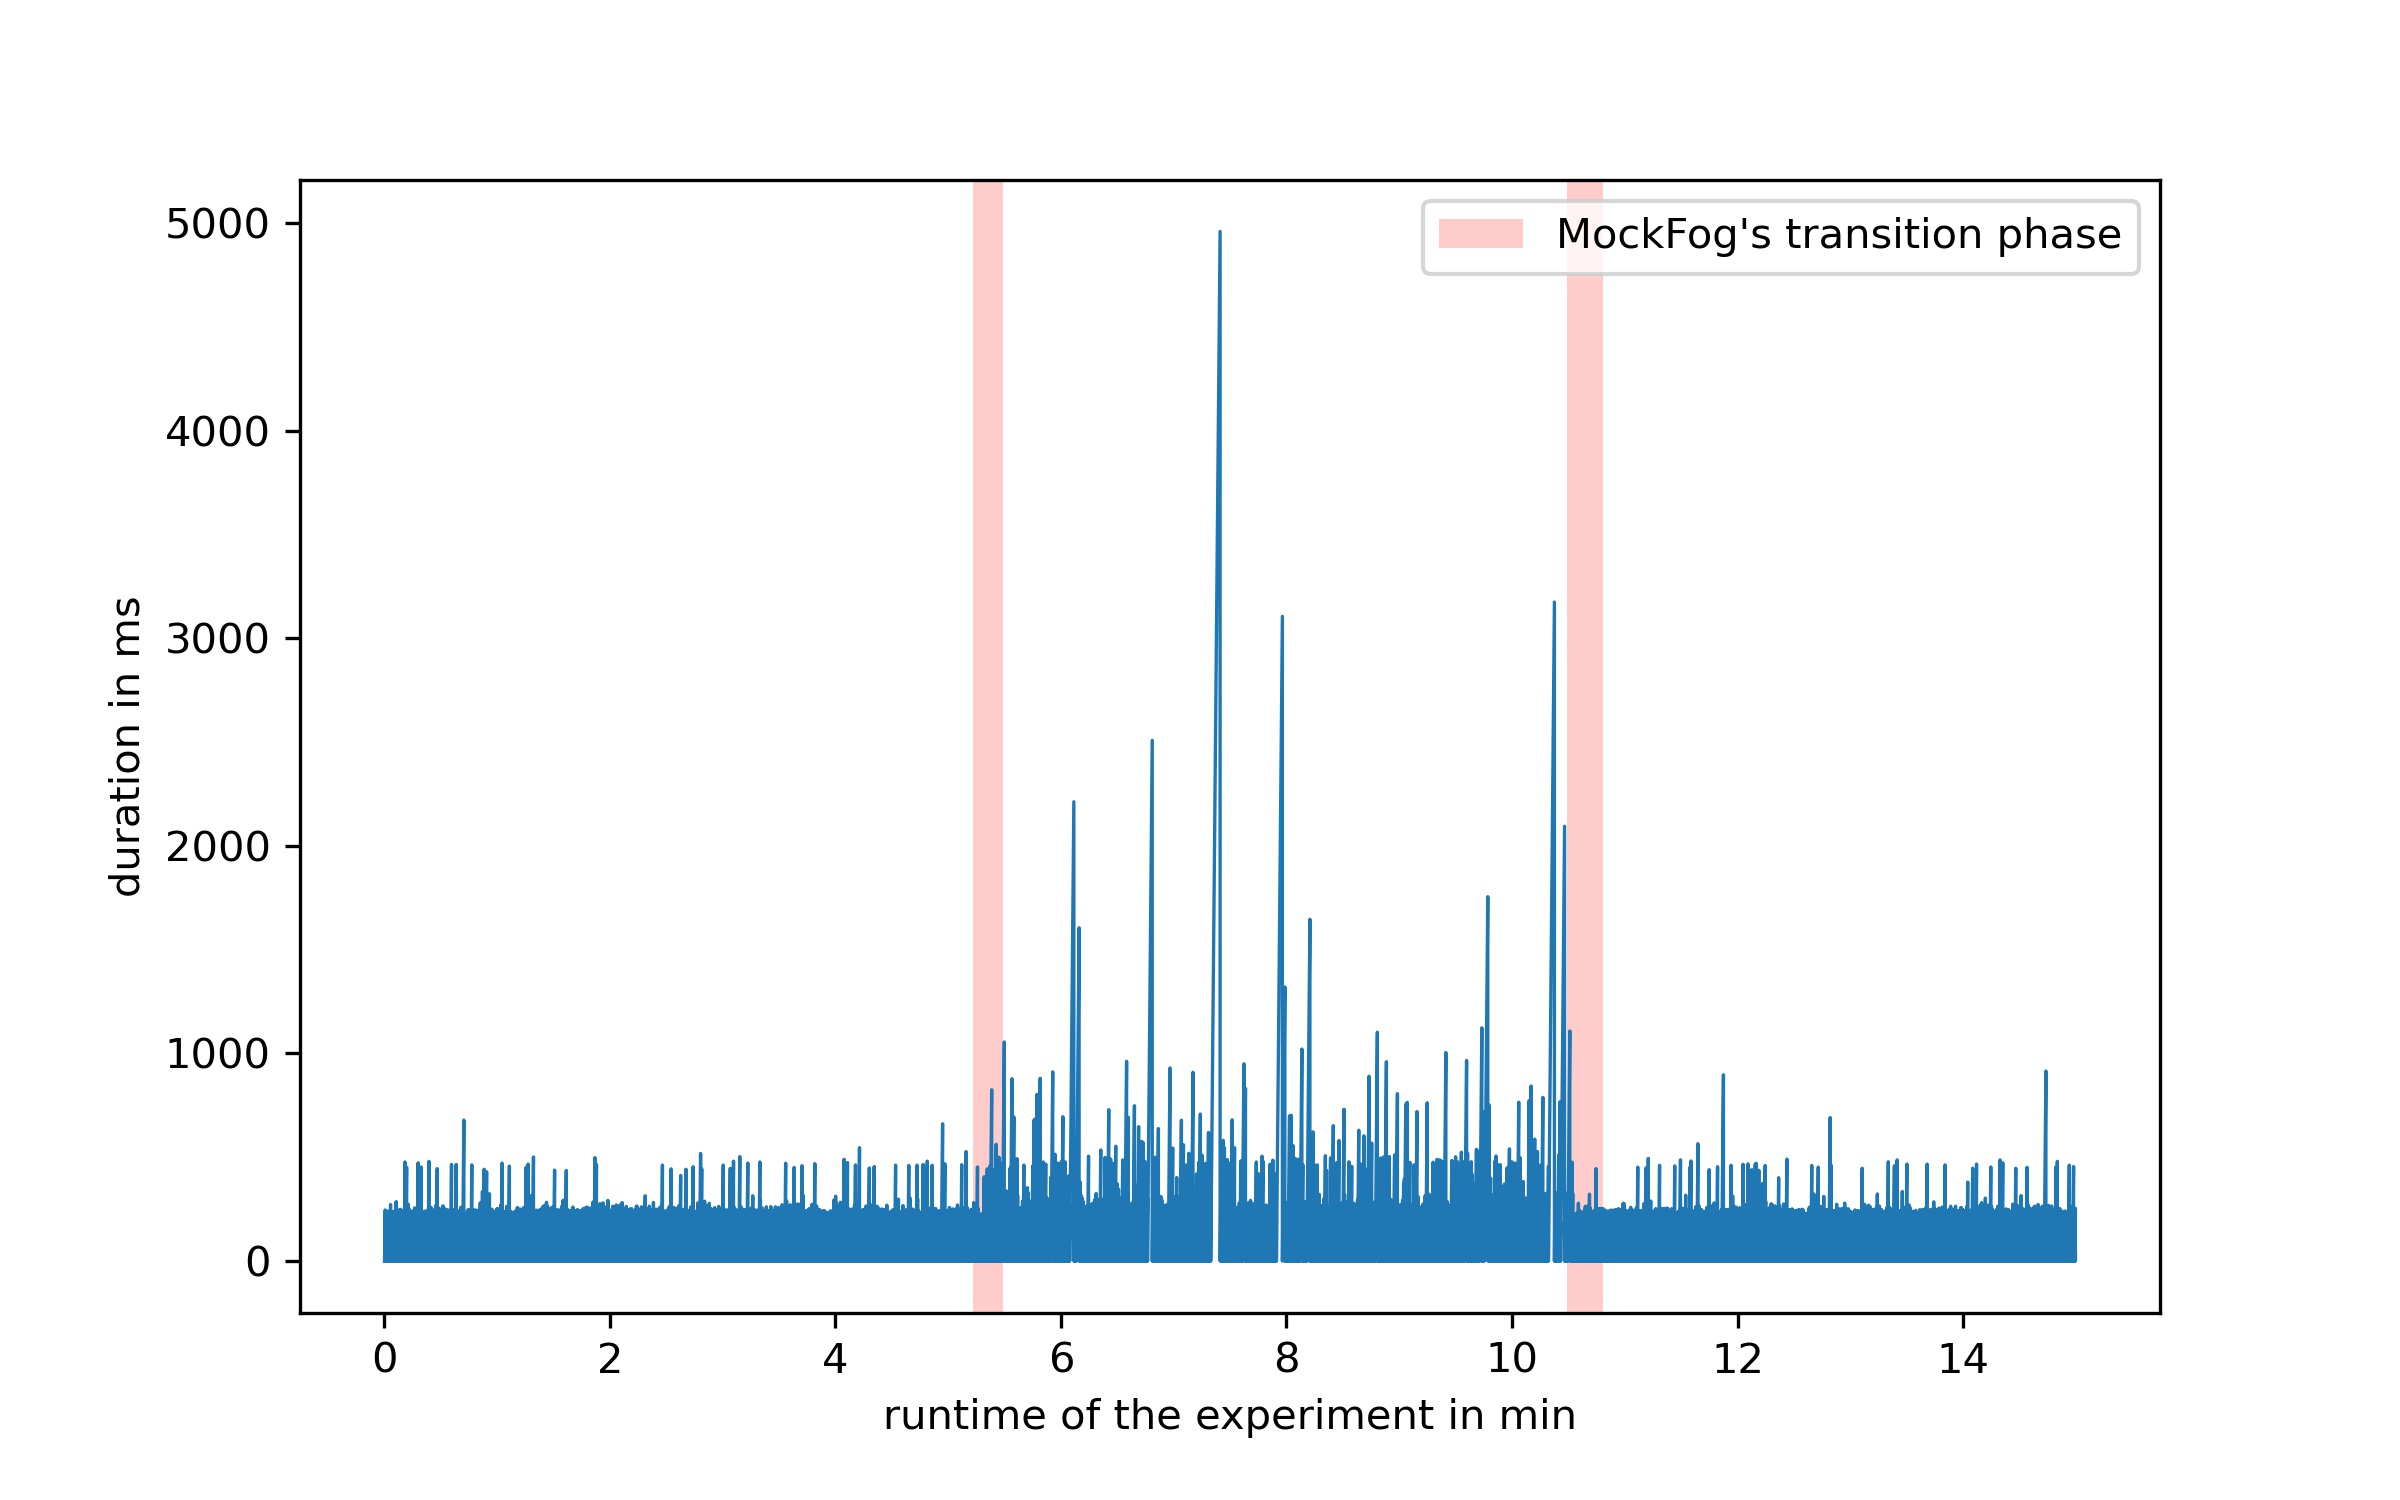 MockFog's transition phase
5000
4000
3000
2000
1000
0
duration in ms
0 2 4 6 8 10 12 14
runtime of the experiment in min